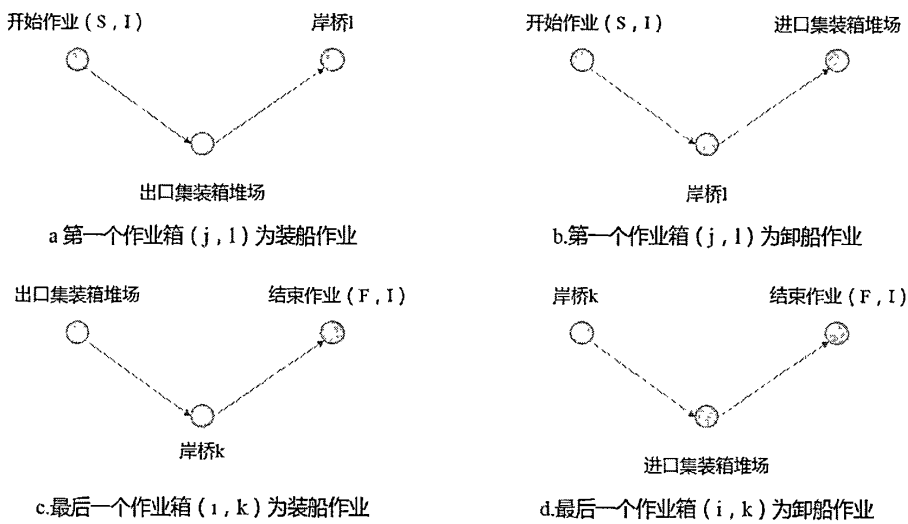 开始作业（S , I）
岸桥l
出口集装箱堆场
a 第一个作业箱（j , l）为装船作业
开始作业（S , I）
进口集装箱堆场
岸桥l
b.第一个作业箱（j , l）为卸船作业
出口集装箱堆场
结束作业（F , I）
岸桥k
c.最后一个作业箱（ı , k）为装船作业
岸桥k
结束作业（F , I）
进口集装箱堆场
d.最后一个作业箱（i , k）为卸船作业